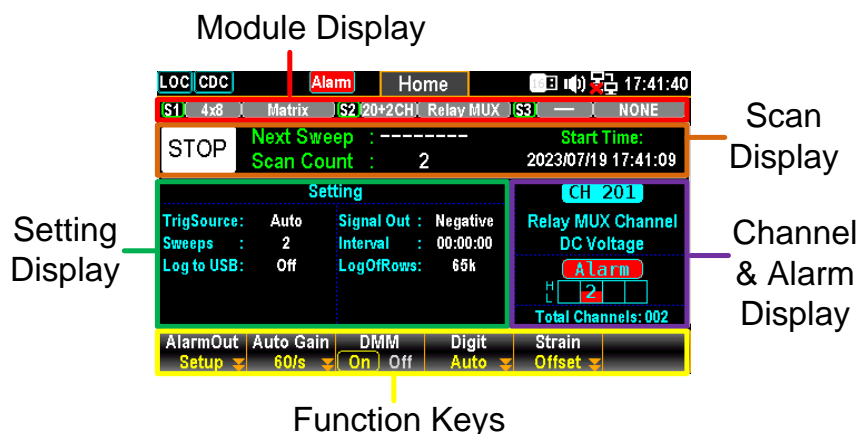 Module Display
LOC CDC Alarm Home 16 17:41:40
S1 4x8 Matrix S2 20+2CH Relay MUX S3 — NONE
STOP Next Sweep : -------- Start Time:
Scan Count : 2 2023/07/19 17:41:09
Scan
Display
Setting
TrigSource: Auto Signal Out : Negative
Sweeps : 2 Interval : 00:00:00
Log to USB: Off LogOfRows: 65k
CH 201
Relay MUX Channel
DC Voltage
Alarm
H
L 2
Total Channels: 002
Setting
Display
Channel
& Alarm
Display
AlarmOut Auto Gain DMM Digit Strain
Setup 60/s On Off Auto Offset
Function Keys